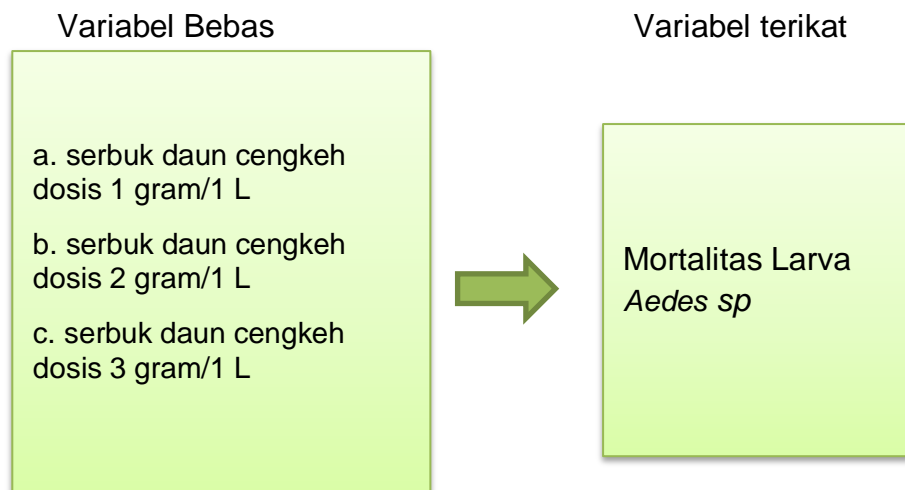 Variabel Bebas
Variabel terikat
a. serbuk daun cengkeh
dosis 1 gram/1 L
b. serbuk daun cengkeh
dosis 2 gram/1 L
c. serbuk daun cengkeh
dosis 3 gram/1 L
Mortalitas Larva
Aedes sp